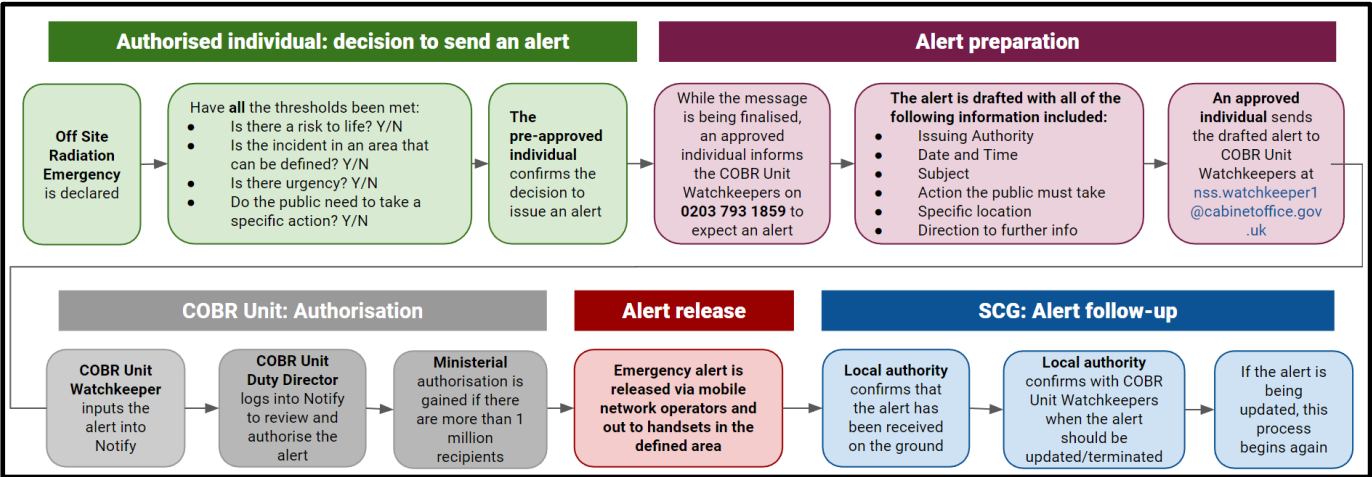 Authorised individual: decision to send an alert
Alert preparation
Off Site
Radiation
Emergency
is declared
Have all the thresholds been met:
● Is there a risk to life? Y/N
● Is the incident in an area that
can be defined? Y/N
● Is there urgency? Y/N
● Do the public need to take a
specific action? Y/N
The
pre-approved
individual
confirms the
decision to
issue an alert
While the message
is being finalised,
an approved
individual informs
the COBR Unit
Watchkeepers on
0203 793 1859 to
expect an alert
The alert is drafted with all of the
following information included:
● Issuing Authority
● Date and Time
● Subject
● Action the public must take
● Specific location
● Direction to further info
An approved
individual sends
the drafted alert to
COBR Unit
Watchkeepers at
nss.watchkeeper1
@cabinetoffice.gov
.uk
COBR Unit: Authorisation
Alert release
SCG: Alert follow-up
COBR Unit
Watchkeeper
inputs the
alert into
Notify
COBR Unit
Duty Director
logs into Notify
to review and
authorise the
alert
Ministerial
authorisation is
gained if there
are more than 1
million
recipients
Emergency alert is
released via mobile
network operators and
out to handsets in the
defined area
Local authority
confirms that
the alert has
been received
on the ground
Local authority
confirms with COBR
Unit Watchkeepers
when the alert
should be
updated/terminated
If the alert is
being
updated, this
process
begins again